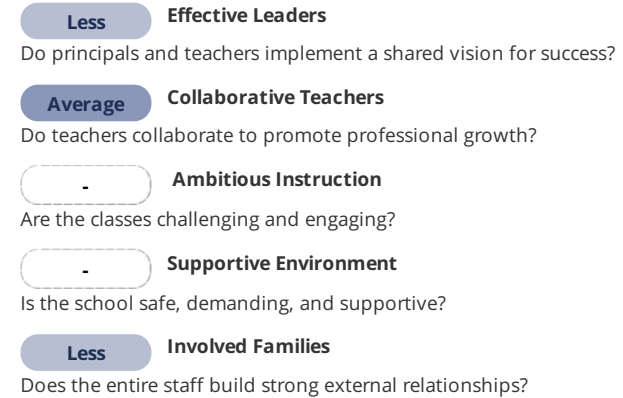 Less Effective Leaders
Do principals and teachers implement a shared vision for success?
Average Collaborative Teachers
Do teachers collaborate to promote professional growth?
- Ambitious Instruction
Are the classes challenging and engaging?
- Supportive Environment
Is the school safe, demanding, and supportive?
Less Involved Families
Does the entire staff build strong external relationships?